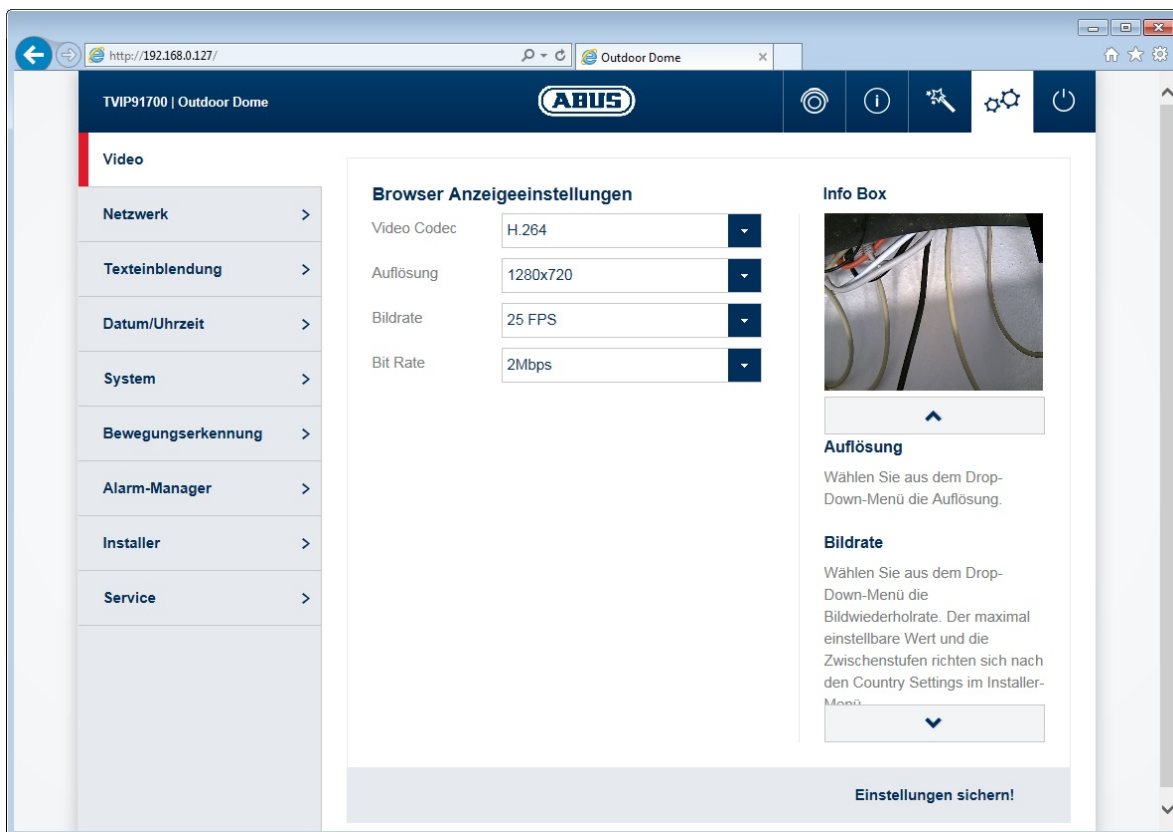 http://192.168.0.127/
Outdoor Dome
TVIP91700 | Outdoor Dome
ABUS
Video
Netzwerk
Texteinblendung
Datum/Uhrzeit
System
Bewegungserkennung
Alarm-Manager
Installer
Service
Browser Anzeigeeinstellungen
Video Codec
H.264
Auflösung
1280x720
Bildrate
25 FPS
Bit Rate
2Mbps
Info Box
Auflösung
Wählen Sie aus dem Drop-
Down-Menü die Auflösung.
Bildrate
Wählen Sie aus dem Drop-
Down-Menü die
Bildwiederholrate. Der maximal
einstellbare Wert und die
Zwischenstufen richten sich nach
den Country Settings im Installer-
Menü
Einstellungen sichern!